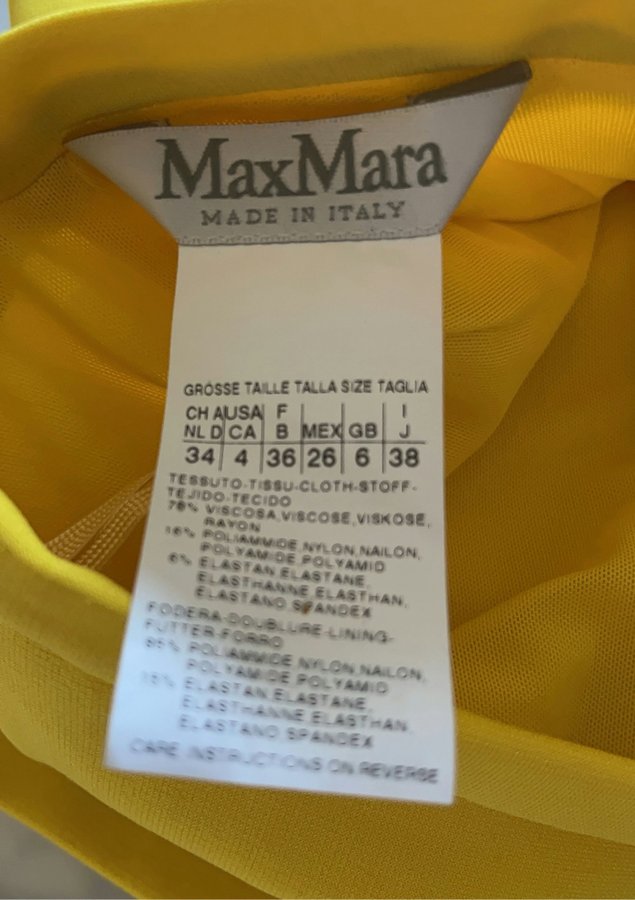 MaxMara
MADE IN ITALY
GRÖSSE TAILLE TALLA SIZE TAGLIA
CH A USA F I
NL D CA B MEX GB J
34 4 36 26 6 38
TESSUTO-TISSU-CLOTH-STOFF-
TEJIDO-TECIDO
78% VISCOSA,VISCOSE,VISKOSE,
RAYON
16% POLIAMMIDE,NYLON,NAILON,
POLYAMIDE,POLYAMID
6% ELASTAN,ELASTANE,
ELASTHANNE,ELASTHAN,
ELASTANO SPANDEX
FODERA-DOUBLURE-LINING-
FUTTER-FORRO
85% POLIAMMIDE,NYLON,NAILON,
POLYAMIDE,POLYAMID
15% ELASTAN,ELASTANE,
ELASTHANNE,ELASTHAN,
ELASTANO SPANDEX
CARE INSTRUCTIONS ON REVERSE